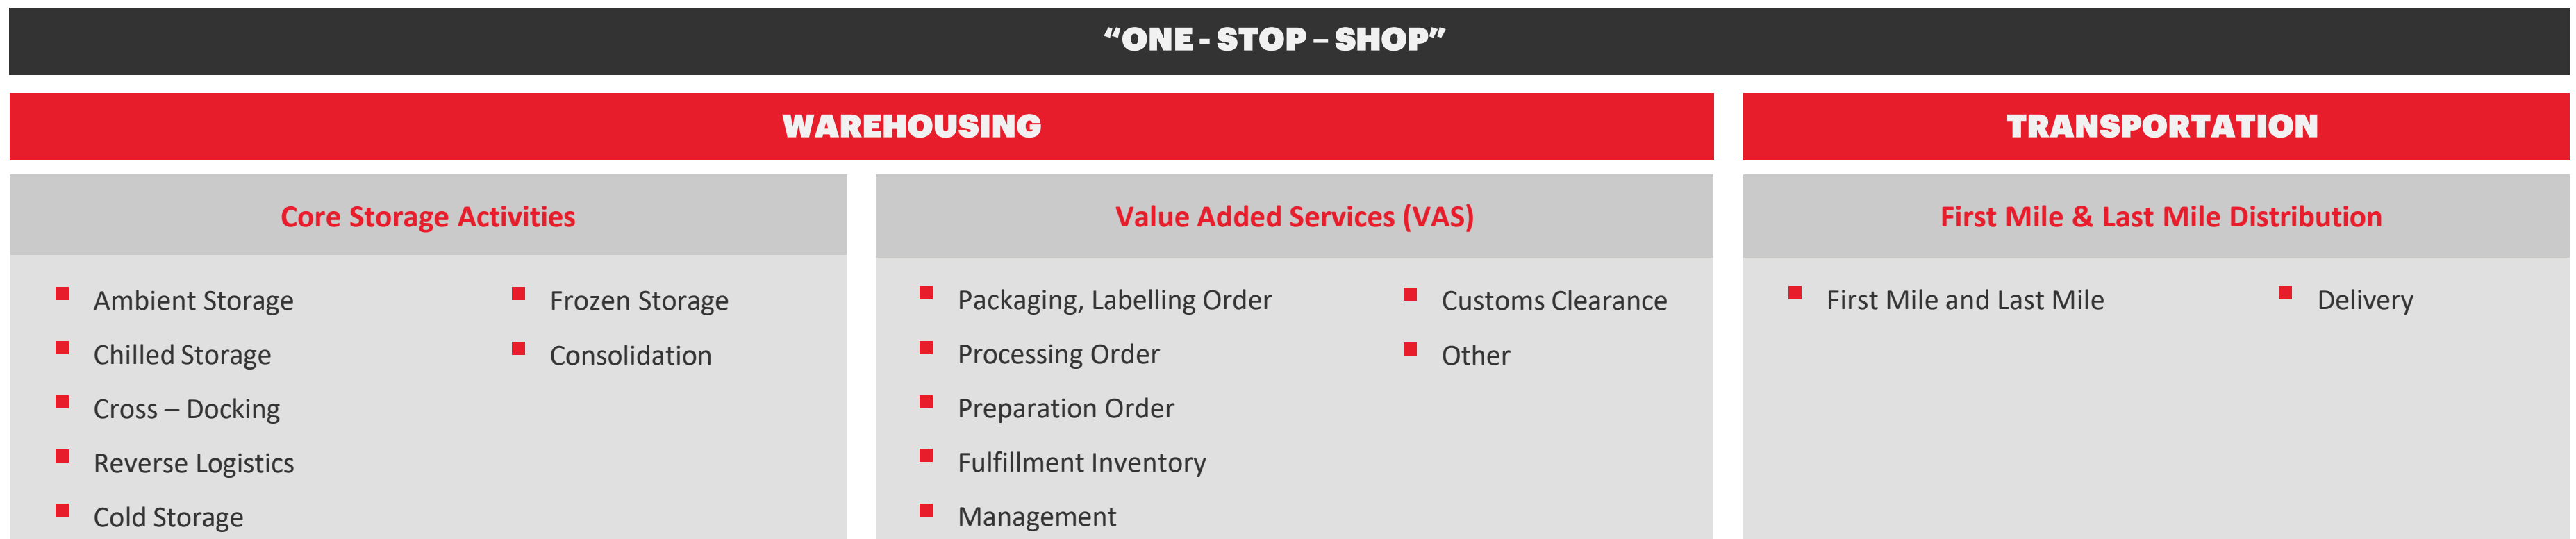 “ONE - STOP – SHOP”
WAREHOUSING
TRANSPORTATION
Core Storage Activities
Ambient Storage
Chilled Storage
Cross – Docking
Reverse Logistics
Cold Storage
Frozen Storage
Consolidation
Value Added Services (VAS)
Packaging, Labelling Order
Processing Order
Preparation Order
Fulfillment Inventory
Management
Customs Clearance
Other
First Mile & Last Mile Distribution
First Mile and Last Mile
Delivery